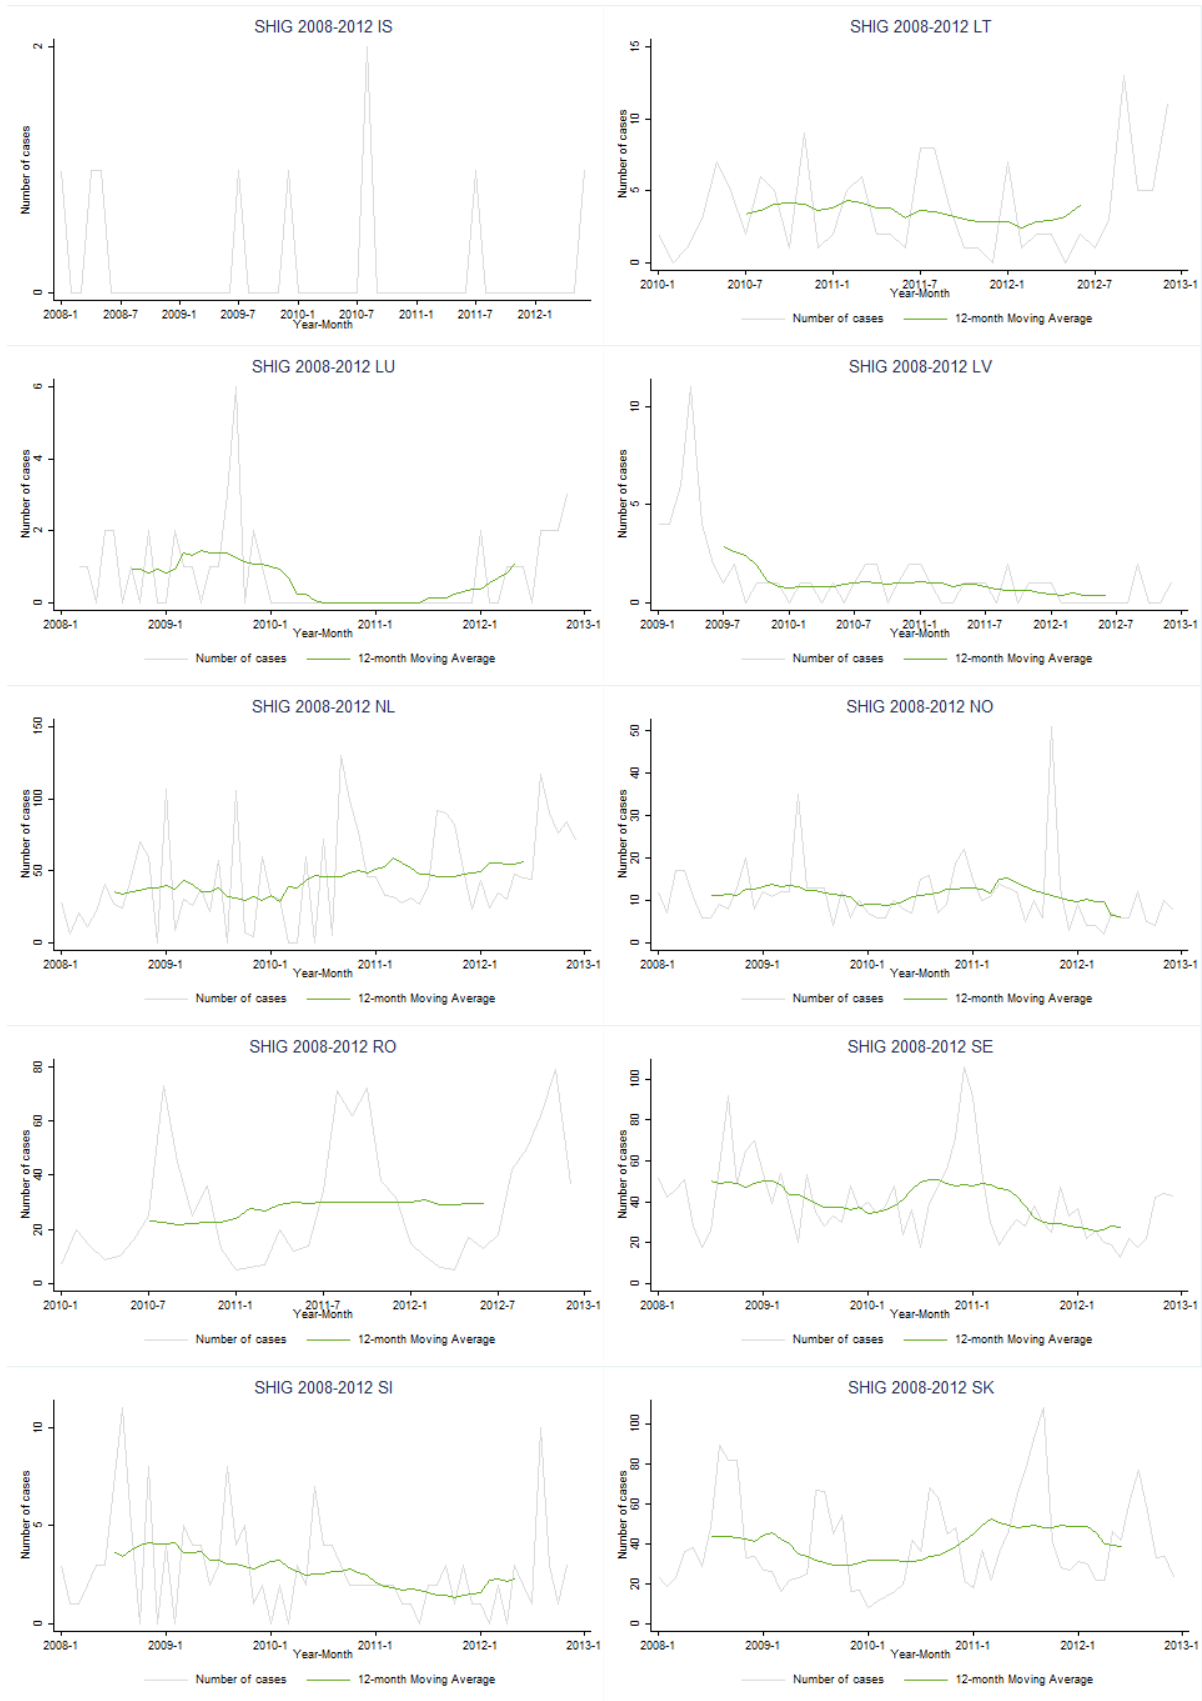 SHIG 2008-2012 IS
Number of cases
2
0
2008-1 2008-7 2009-1 2009-7 2010-1 2010-7 2011-1 2011-7 2012-1
Year-Month
SHIG 2008-2012 LT
Number of cases
15
10
5
0
2010-1 2010-7 2011-1 2011-7 2012-1 2012-7 2013-1
Year-Month
Number of cases 12-month Moving Average
SHIG 2008-2012 LU
Number of cases
6
4
2
0
2008-1 2009-1 2010-1 2011-1 2012-1 2013-1
Year-Month
Number of cases 12-month Moving Average
SHIG 2008-2012 LV
Number of cases
10
5
0
2009-1 2009-7 2010-1 2010-7 2011-1 2011-7 2012-1 2012-7 2013-1
Year-Month
Number of cases 12-month Moving Average
SHIG 2008-2012 NL
Number of cases
150
100
50
0
2008-1 2009-1 2010-1 2011-1 2012-1 2013-1
Year-Month
Number of cases 12-month Moving Average
SHIG 2008-2012 NO
Number of cases
50
40
30
20
10
0
2008-1 2009-1 2010-1 2011-1 2012-1 2013-1
Year-Month
Number of cases 12-month Moving Average
SHIG 2008-2012 RO
Number of cases
80
60
40
20
0
2010-1 2010-7 2011-1 2011-7 2012-1 2012-7 2013-1
Year-Month
Number of cases 12-month Moving Average
SHIG 2008-2012 SE
Number of cases
100
80
60
40
20
0
2008-1 2009-1 2010-1 2011-1 2012-1 2013-1
Year-Month
Number of cases 12-month Moving Average
SHIG 2008-2012 SI
Number of cases
10
5
0
2008-1 2009-1 2010-1 2011-1 2012-1 2013-1
Year-Month
Number of cases 12-month Moving Average
SHIG 2008-2012 SK
Number of cases
100
80
60
40
20
0
2008-1 2009-1 2010-1 2011-1 2012-1 2013-1
Year-Month
Number of cases 12-month Moving Average